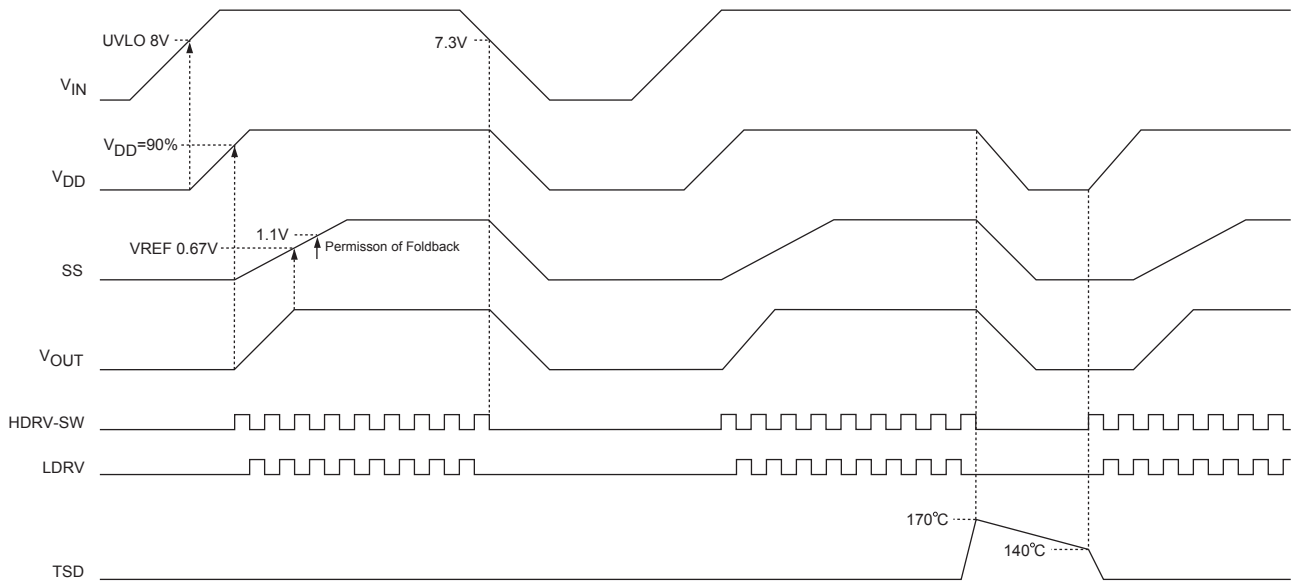 UVLO 8V
7.3V
VIN
VDD=90%
VDD
1.1V
VREF 0.67V
Permisson of Foldback
SS
VOUT
HDRV-SW
LDRV
170°C
140°C
TSD